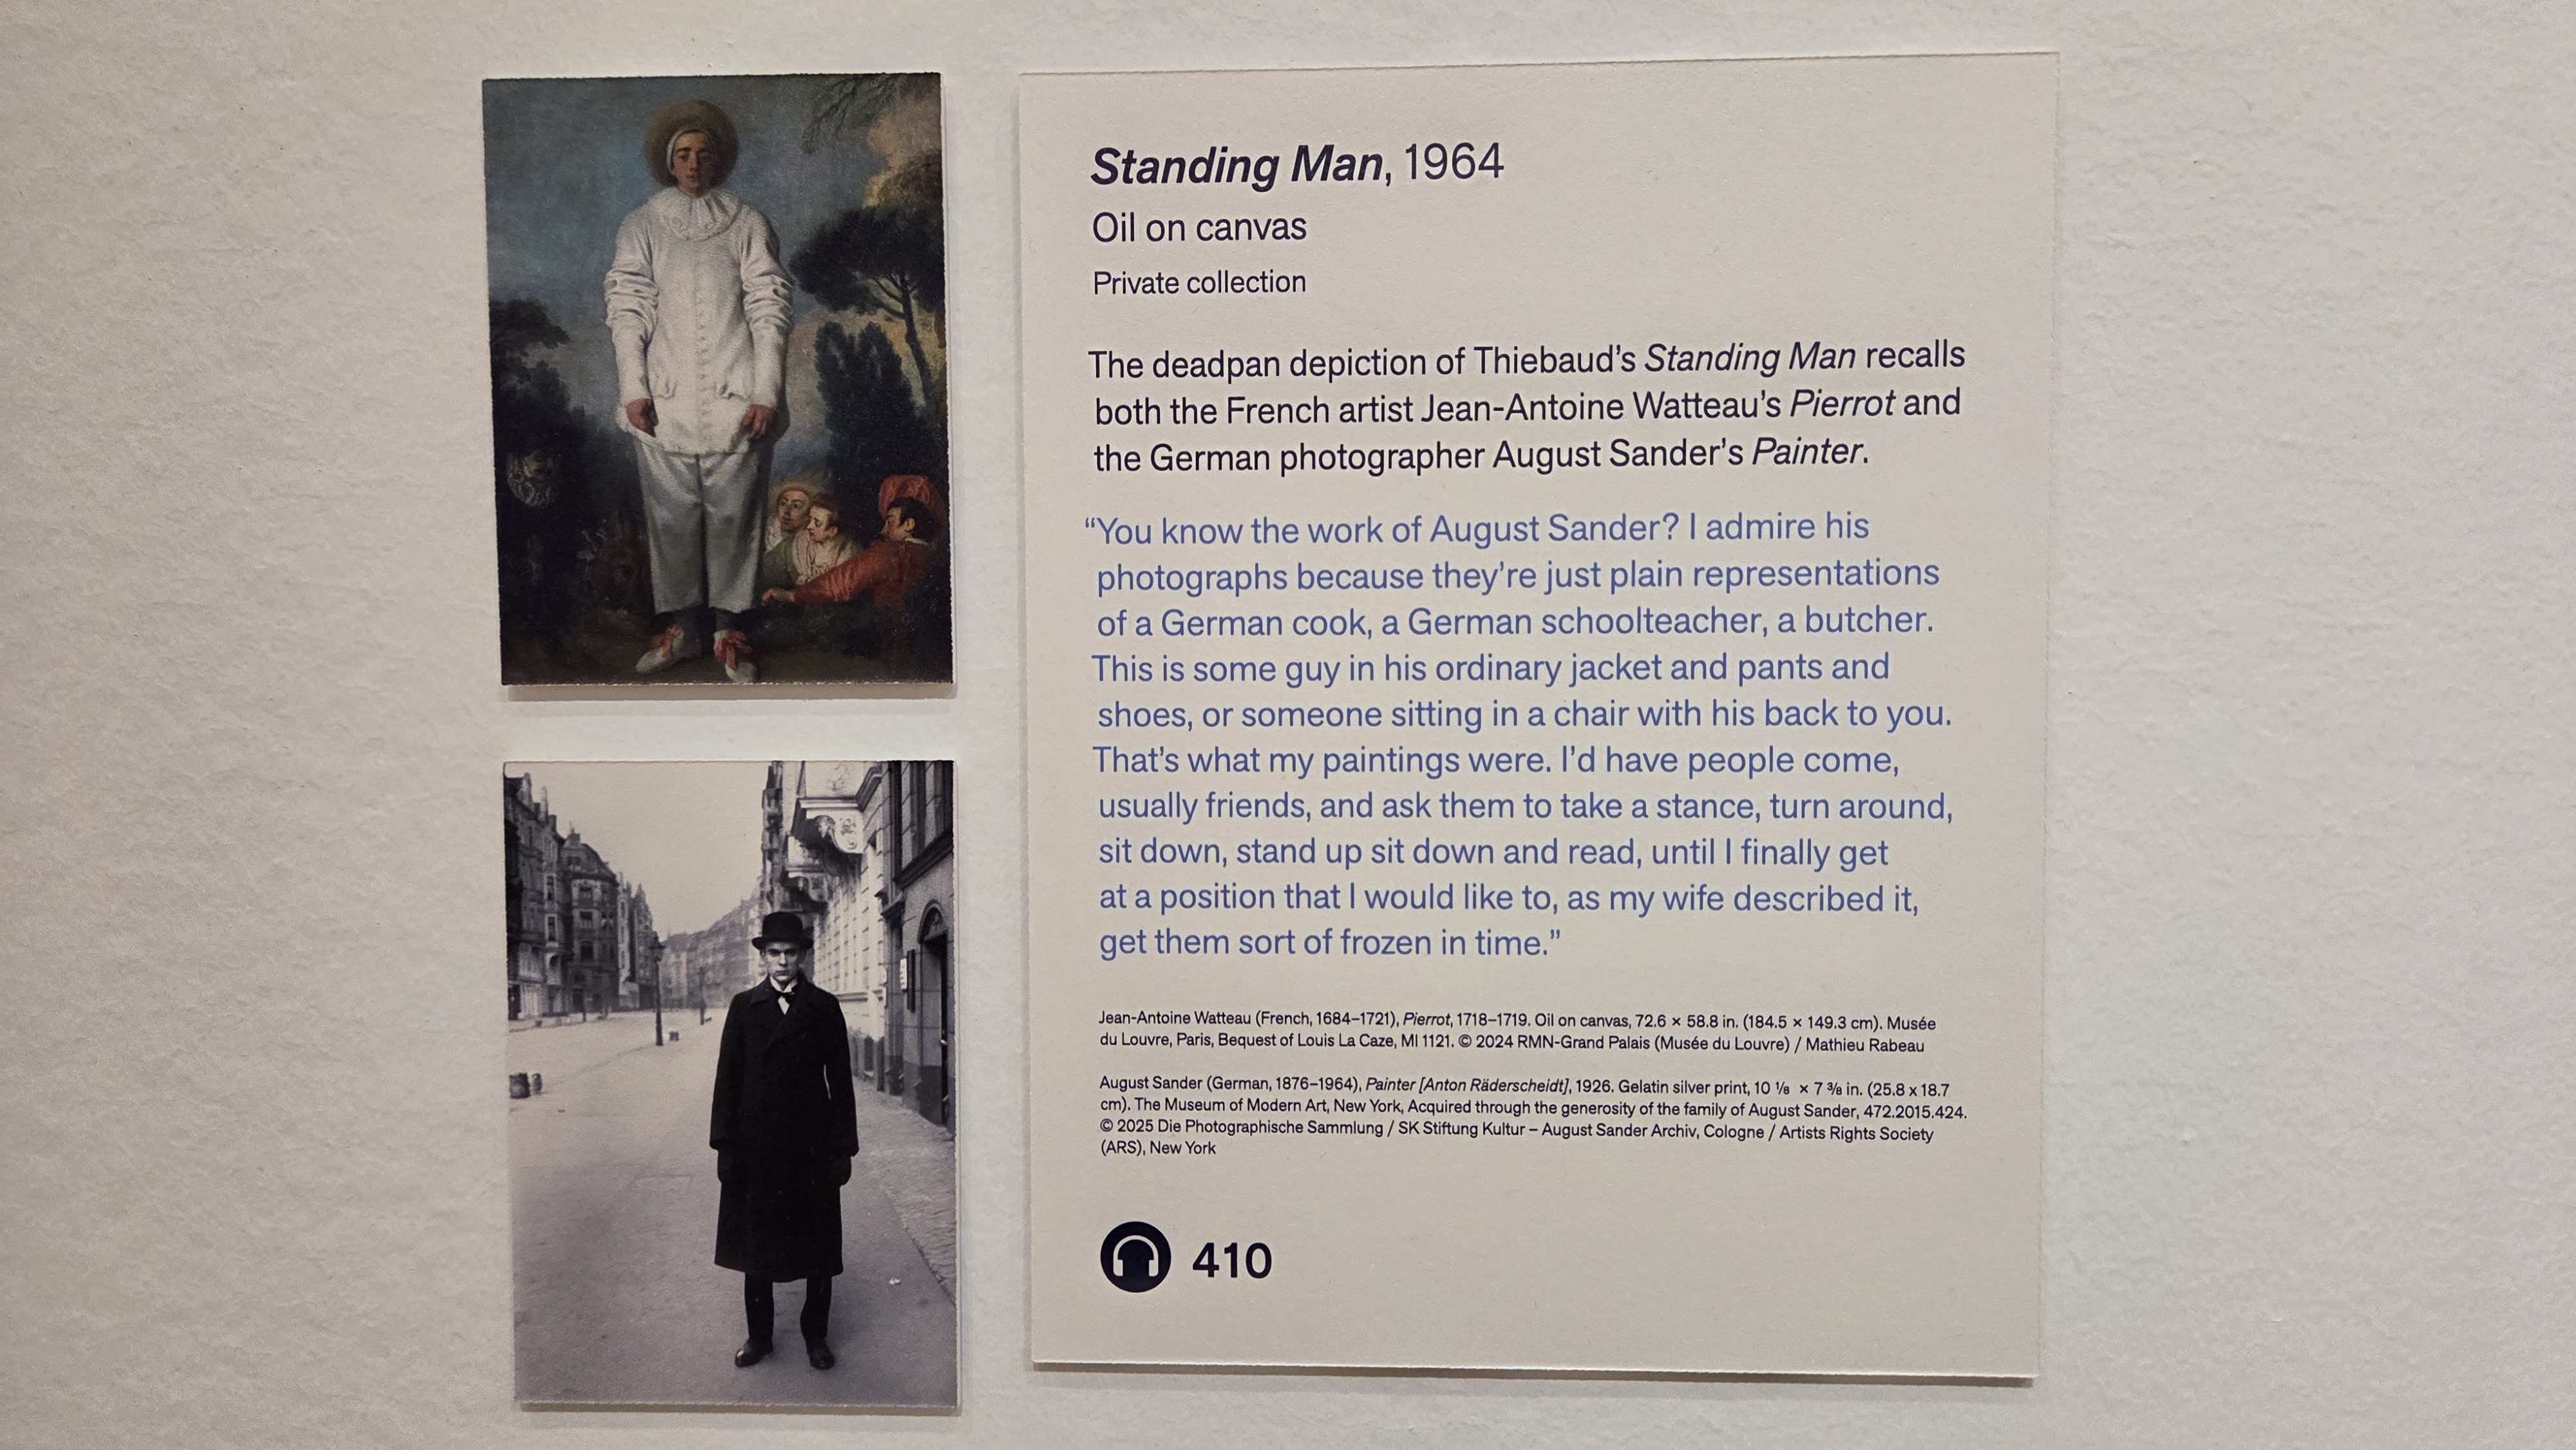 Standing Man, 1964
Oil on canvas
Private collection
The deadpan depiction of Thiebaud's Standing Man recalls
both the French artist Jean-Antoine Watteau's Pierrot and
the German photographer August Sander's Painter.
“You know the work of August Sander? I admire his
photographs because they're just plain representations
of a German cook, a German schoolteacher, a butcher.
This is some guy in his ordinary jacket and pants and
shoes, or someone sitting in a chair with his back to you.
That's what my paintings were. I'd have people come,
usually friends, and ask them to take a stance, turn around,
sit down, stand up sit down and read, until I finally get
at a position that I would like to, as my wife described it,
get them sort of frozen in time.”
Jean-Antoine Watteau (French, 1684–1721), Pierrot, 1718–1719. Oil on canvas, 72.6 × 58.8 in. (184.5 × 149.3 cm). Musée
du Louvre, Paris, Bequest of Louis La Caze, MI 1121. © 2024 RMN-Grand Palais (Musée du Louvre) / Mathieu Rabeau
August Sander (German, 1876–1964), Painter [Anton Räderscheidt], 1926. Gelatin silver print, 10 ⅛ × 7 ⅜ in. (25.8 x 18.7
cm). The Museum of Modern Art, New York, Acquired through the generosity of the family of August Sander, 472.2015.424.
© 2025 Die Photographische Sammlung / SK Stiftung Kultur – August Sander Archiv, Cologne / Artists Rights Society
(ARS), New York
410